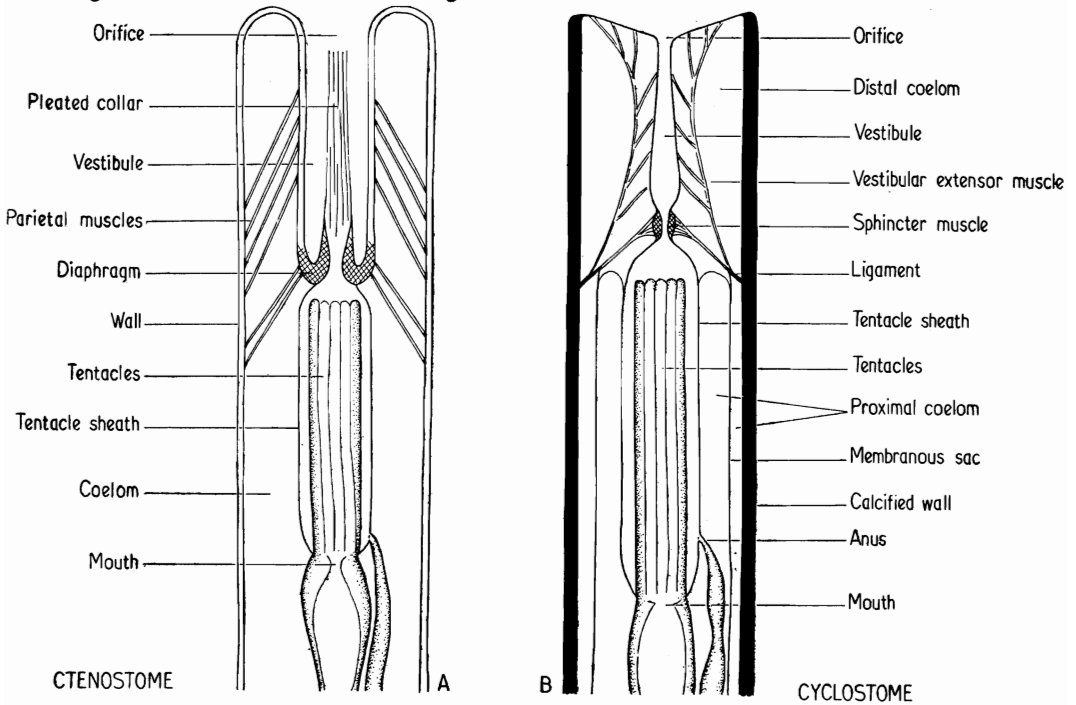 Orifice
Pleated collar
Vestibule
Parietal muscles
Diaphragm
Wall
Tentacles
Tentacle sheath
Coelom
Mouth
CTENOSTOME
A
Orifice
Distal coelom
Vestibule
Vestibular extensor muscle
Sphincter muscle
Ligament
Tentacle sheath
Tentacles
Proximal coelom
Membranous sac
Calcified wall
Anus
Mouth
B
CYCLOSTOME